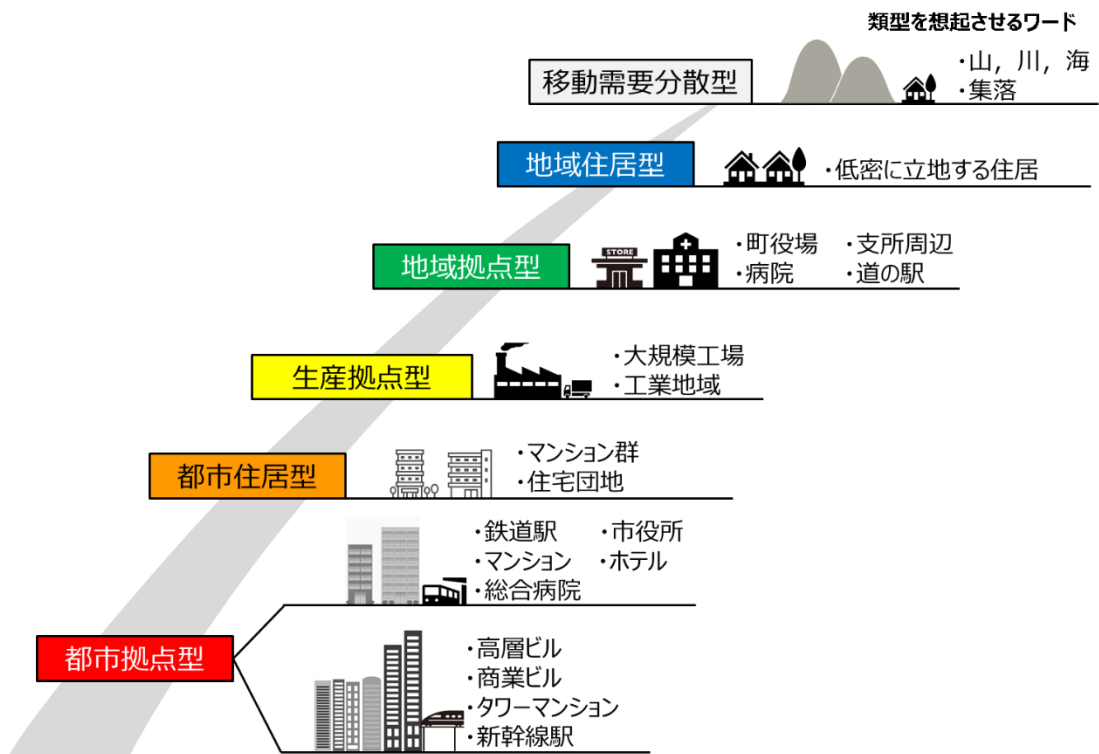 類型を想起させるワード
移動需要分散型
・山，川，海
・集落
地域住居型
・低密に立地する住居
地域拠点型
STORE
・町役場 ・支所周辺
・病院 ・道の駅
生産拠点型
・大規模工場
・工業地域
都市住居型
・マンション群
・住宅団地
都市拠点型
・鉄道駅 ・市役所
・マンション ・ホテル
・総合病院
・高層ビル
・商業ビル
・タワーマンション
・新幹線駅